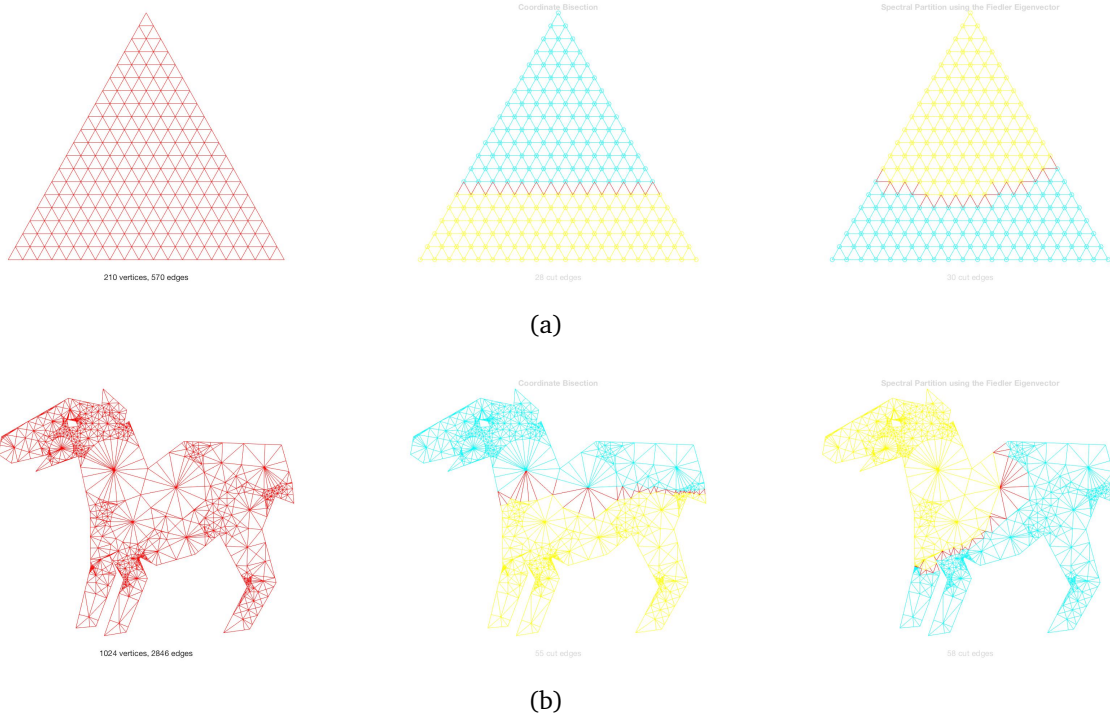 Coordinate Bisection
Spectral Partition using the Fiedler Eigenvector
210 vertices, 570 edges
28 cut edges
30 cut edges
(a)
Coordinate Bisection
Spectral Partition using the Fiedler Eigenvector
1024 vertices, 2846 edges
55 cut edges
58 cut edges
(b)